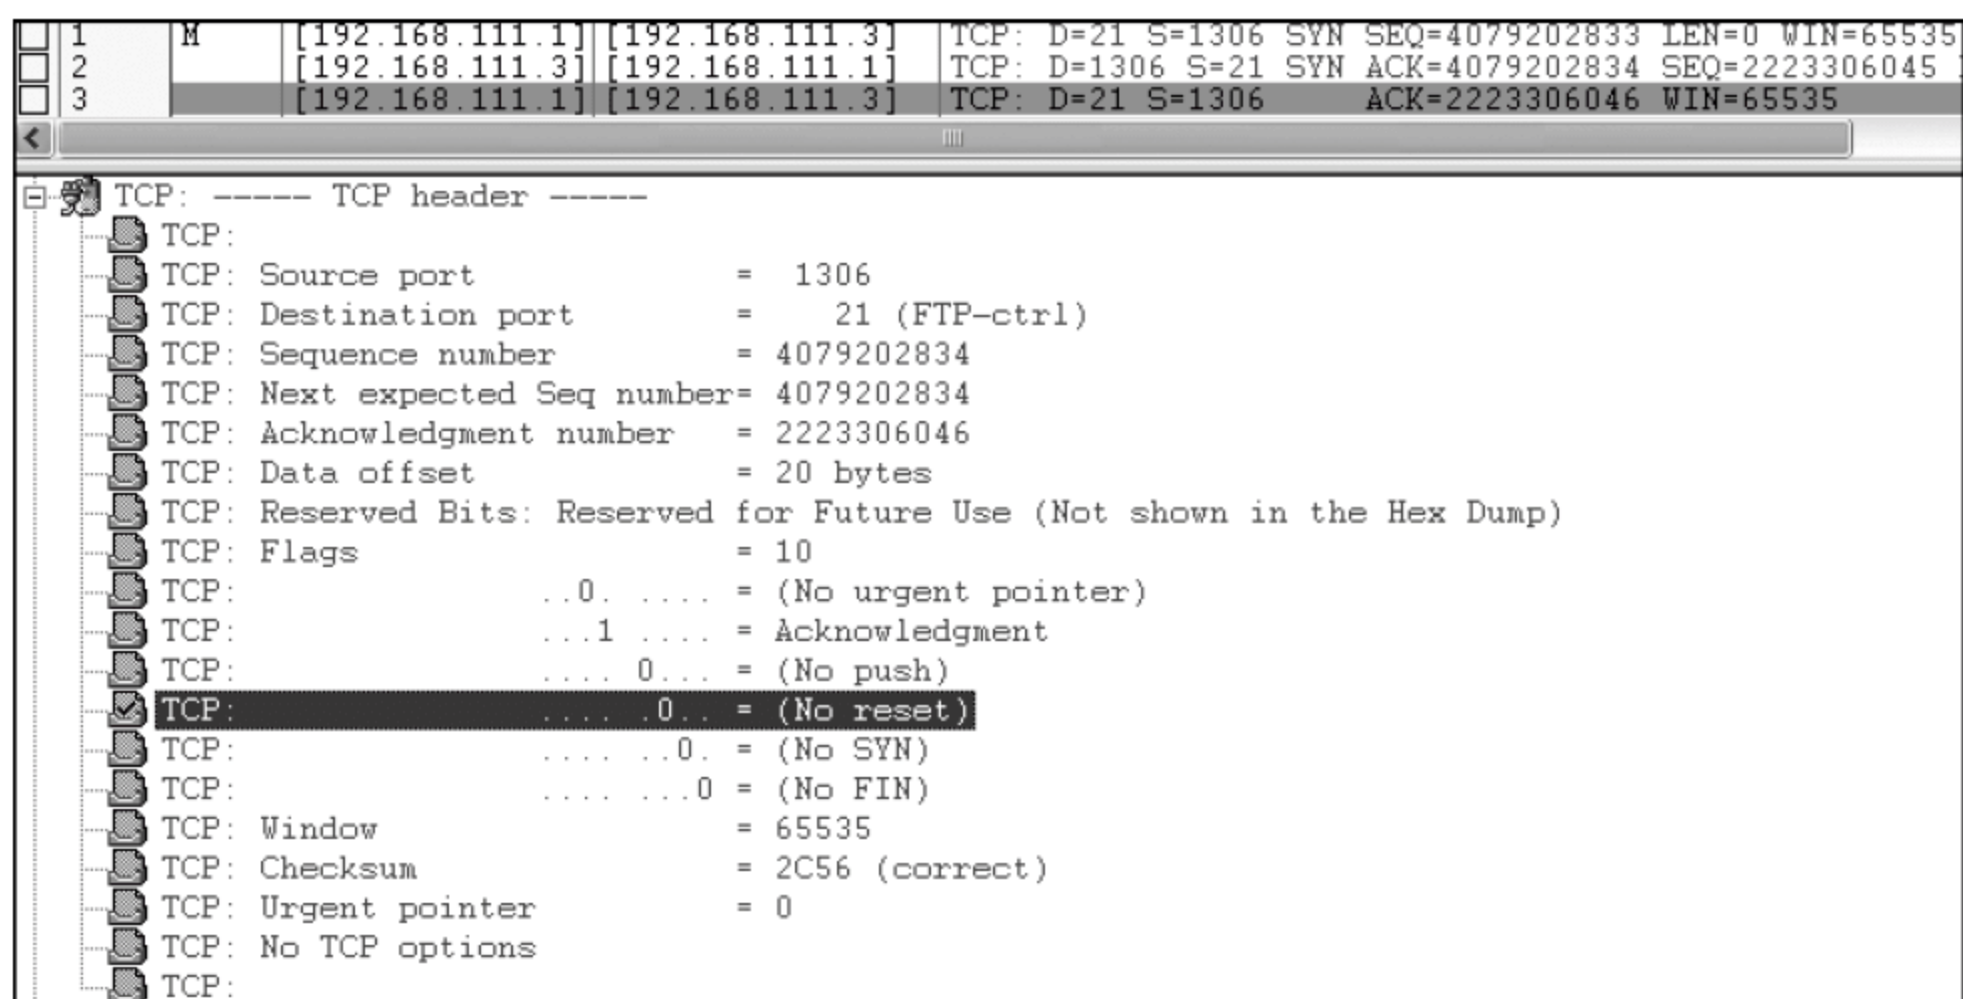 1 M [192.168.111.1] [192.168.111.3] TCP: D=21 S=1306 SYN SEQ=4079202833 LEN=0 WIN=65535
2 [192.168.111.3] [192.168.111.1] TCP: D=1306 S=21 SYN ACK=4079202834 SEQ=2223306045
3 [192.168.111.1] [192.168.111.3] TCP: D=21 S=1306 ACK=2223306046 WIN=65535
TCP: ----- TCP header -----
TCP:
TCP: Source port = 1306
TCP: Destination port = 21 (FTP-ctrl)
TCP: Sequence number = 4079202834
TCP: Next expected Seq number= 4079202834
TCP: Acknowledgment number = 2223306046
TCP: Data offset = 20 bytes
TCP: Reserved Bits: Reserved for Future Use (Not shown in the Hex Dump)
TCP: Flags = 10
TCP: ..0. .... = (No urgent pointer)
TCP: ...1 .... = Acknowledgment
TCP: .... 0... = (No push)
TCP: .... .0.. = (No reset)
TCP: .... ..0. = (No SYN)
TCP: .... ...0 = (No FIN)
TCP: Window = 65535
TCP: Checksum = 2C56 (correct)
TCP: Urgent pointer = 0
TCP: No TCP options
TCP: